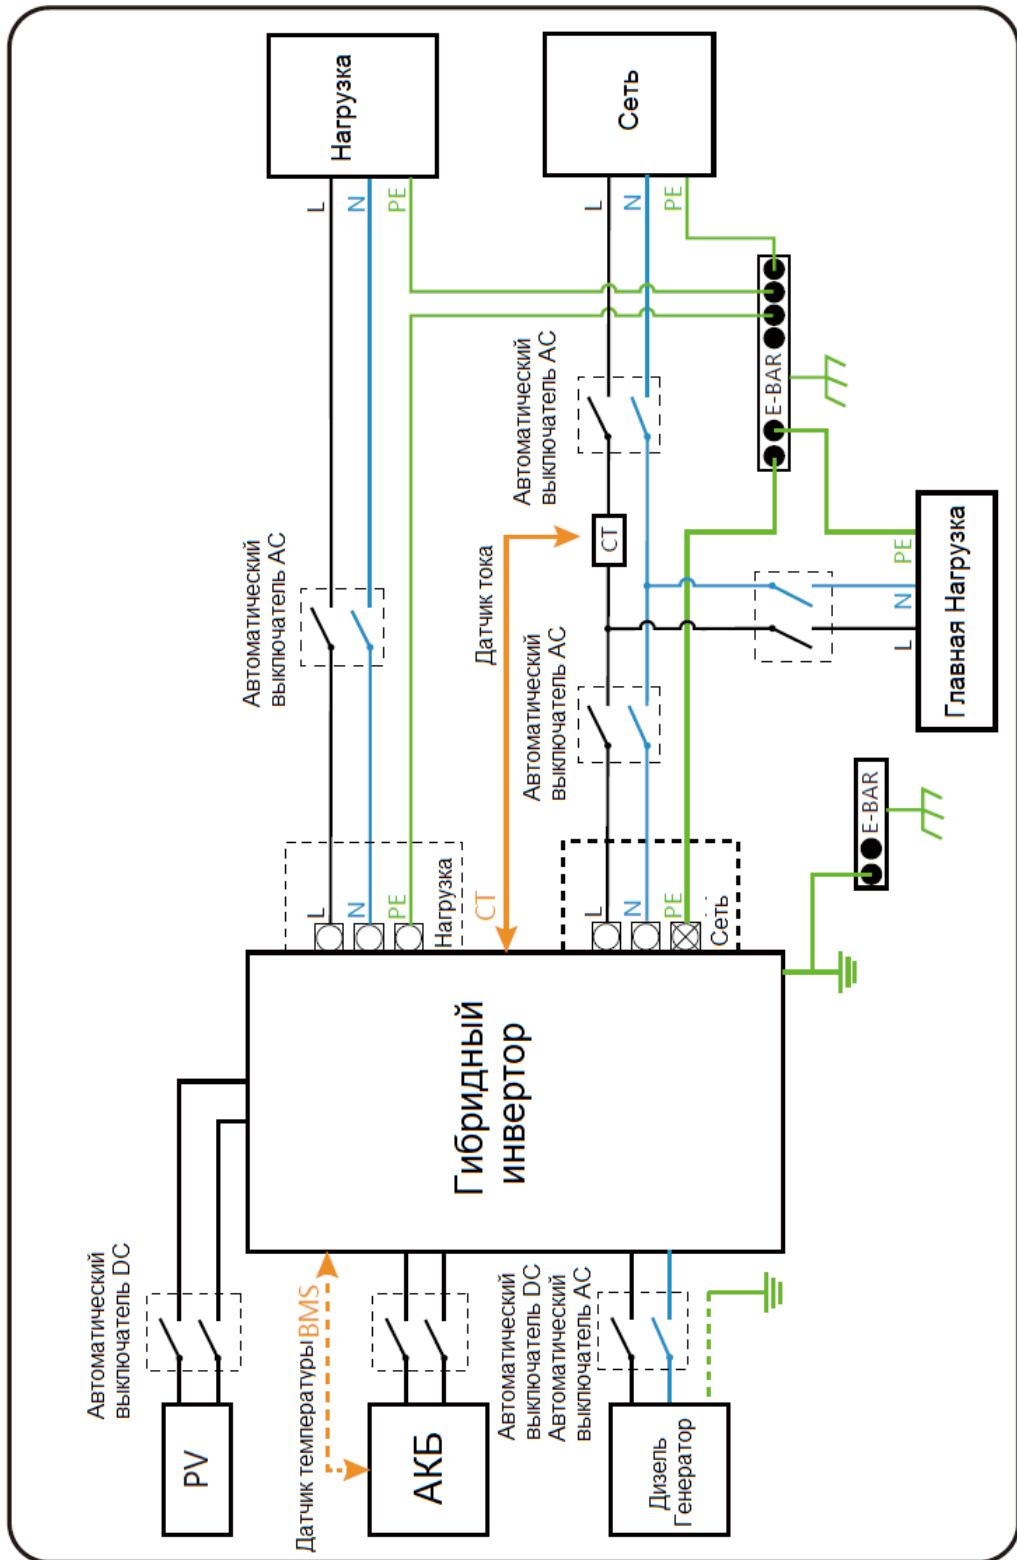 PV
Автоматический
выключатель DC
Датчик температуры
BMS
АКБ
Автоматический
выключатель DC
Автоматический
выключатель AC
Дизель
Генератор
Гибридный
инвертор
L
N
PE
Нагрузка
CT
L
N
PE
Сеть
Автоматический
выключатель AC
L
N
PE
Нагрузка
Датчик тока
Автоматический
выключатель AC
CT
Автоматический
выключатель AC
L
N
PE
Сеть
E-BAR
L
N
PE
Главная Нагрузка
E-BAR